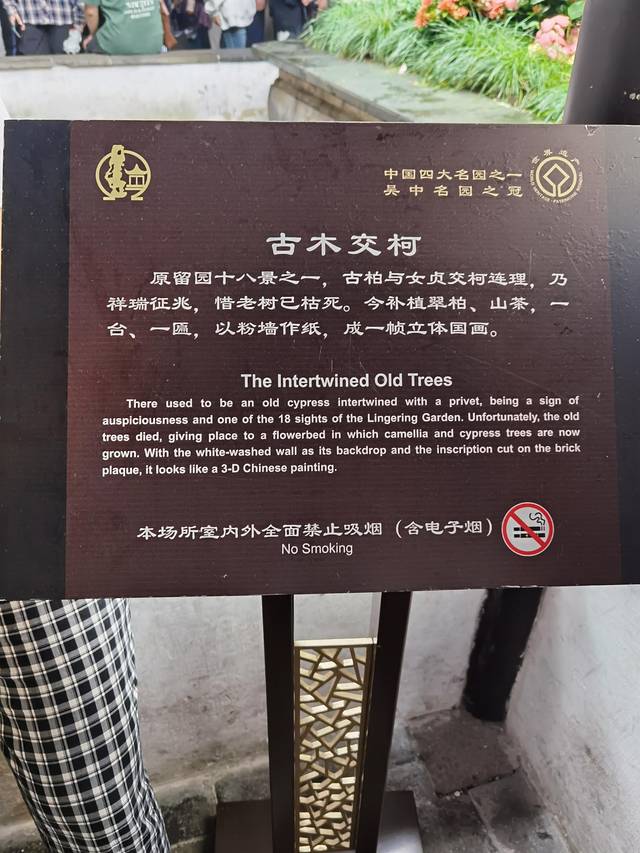 中国四大名园之一
吴中名园之冠
世界遗产
古木交柯
原留园十八景之一，古柏与女贞交柯连理，乃
祥瑞征兆，惜老树已枯死。今补植翠柏、山茶，一
台、一匾，以粉墙作纸，成一帧立体国画。
The Intertwined Old Trees
There used to be an old cypress intertwined with a privet, being a sign of
auspiciousness and one of the 18 sights of the Lingering Garden. Unfortunately, the old
trees died, giving place to a flowerbed in which camellia and cypress trees are now
grown. With the white-washed wall as its backdrop and the inscription cut on the brick
plaque, it looks like a 3-D Chinese painting.
本场所室内外全面禁止吸烟（含电子烟）
No Smoking